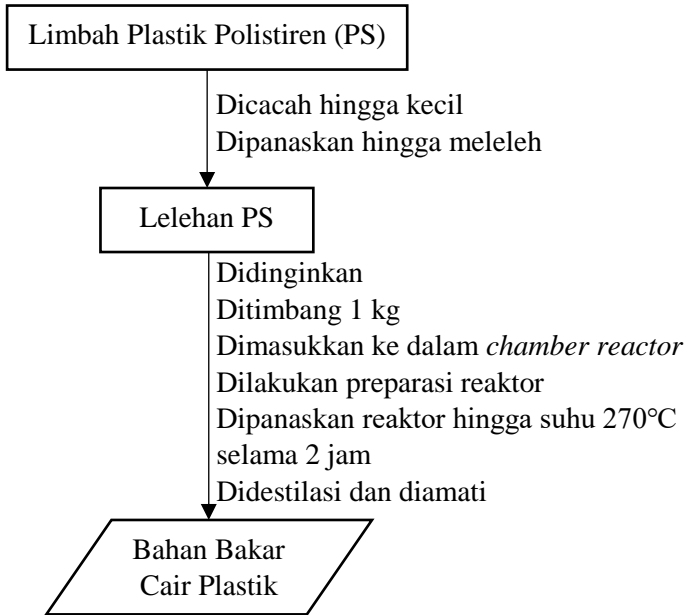 Limbah Plastik Polistiren (PS)
Dicacah hingga kecil
Dipanaskan hingga meleleh
Lelehan PS
Didinginkan
Ditimbang 1 kg
Dimasukkan ke dalam chamber reactor
Dilakukan preparasi reaktor
Dipanaskan reaktor hingga suhu 270°C
selama 2 jam
Didestilasi dan diamati
Bahan Bakar
Cair Plastik